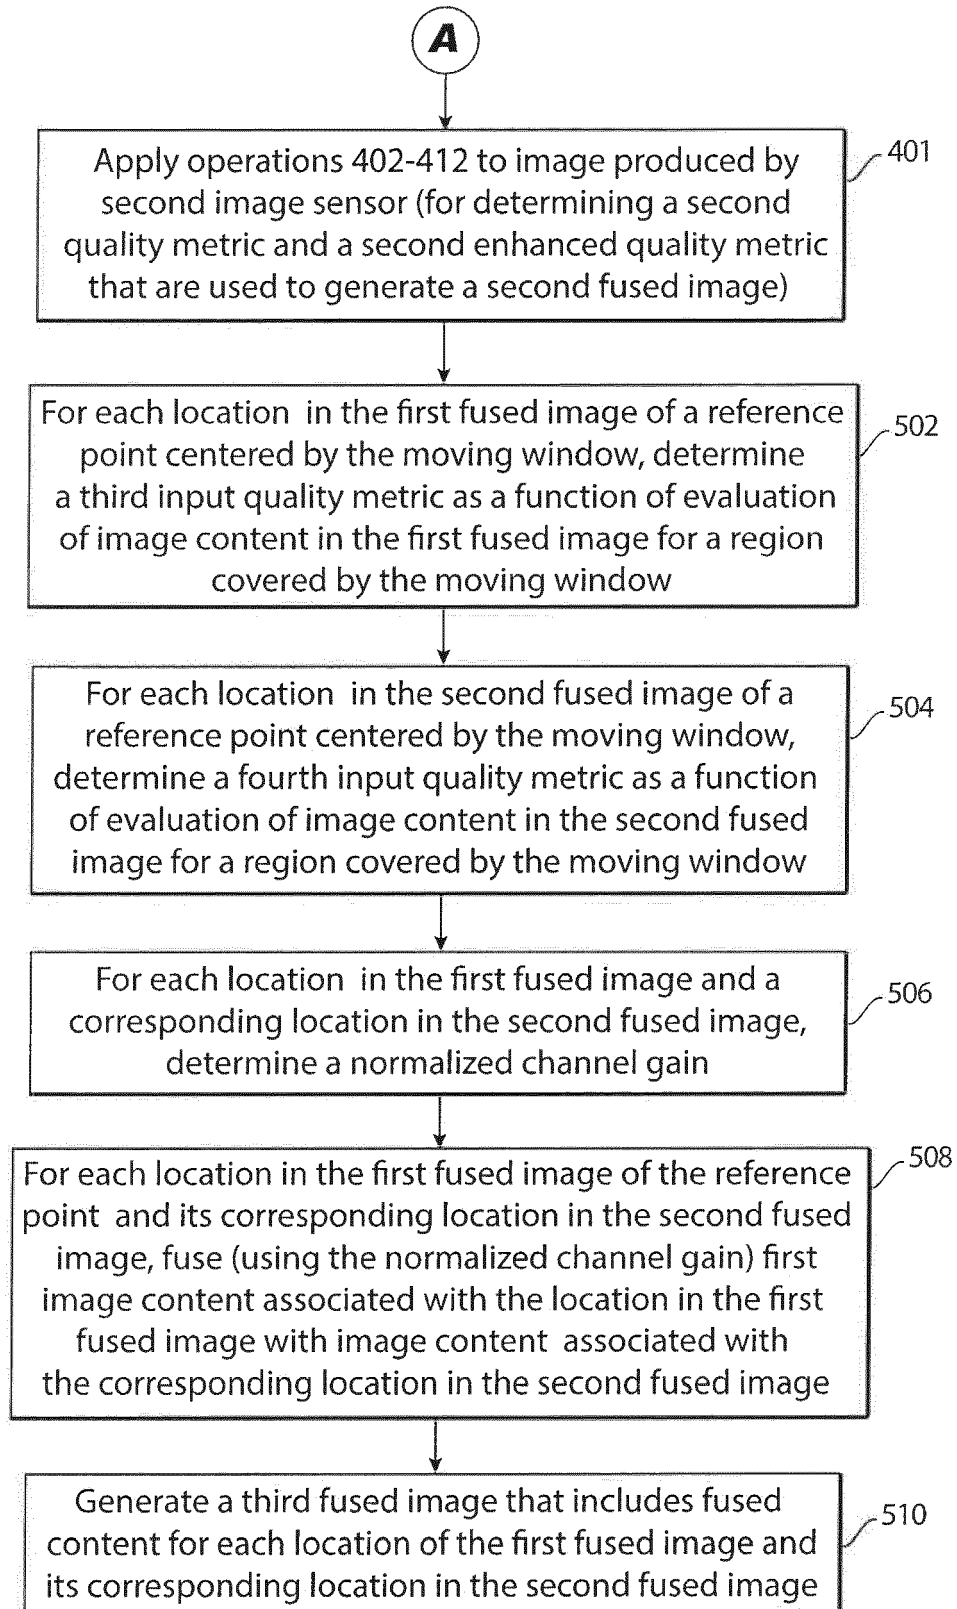 A
Apply operations 402-412 to image produced by
second image sensor (for determining a second
quality metric and a second enhanced quality metric
that are used to generate a second fused image)
401
For each location in the first fused image of a reference
point centered by the moving window, determine
a third input quality metric as a function of evaluation
of image content in the first fused image for a region
covered by the moving window
502
For each location in the second fused image of a
reference point centered by the moving window,
determine a fourth input quality metric as a function
of evaluation of image content in the second fused
image for a region covered by the moving window
504
For each location in the first fused image and a
corresponding location in the second fused image,
determine a normalized channel gain
506
For each location in the first fused image of the reference
point and its corresponding location in the second fused
image, fuse (using the normalized channel gain) first
image content associated with the location in the first
fused image with image content associated with
the corresponding location in the second fused image
508
Generate a third fused image that includes fused
content for each location of the first fused image and
its corresponding location in the second fused image
510